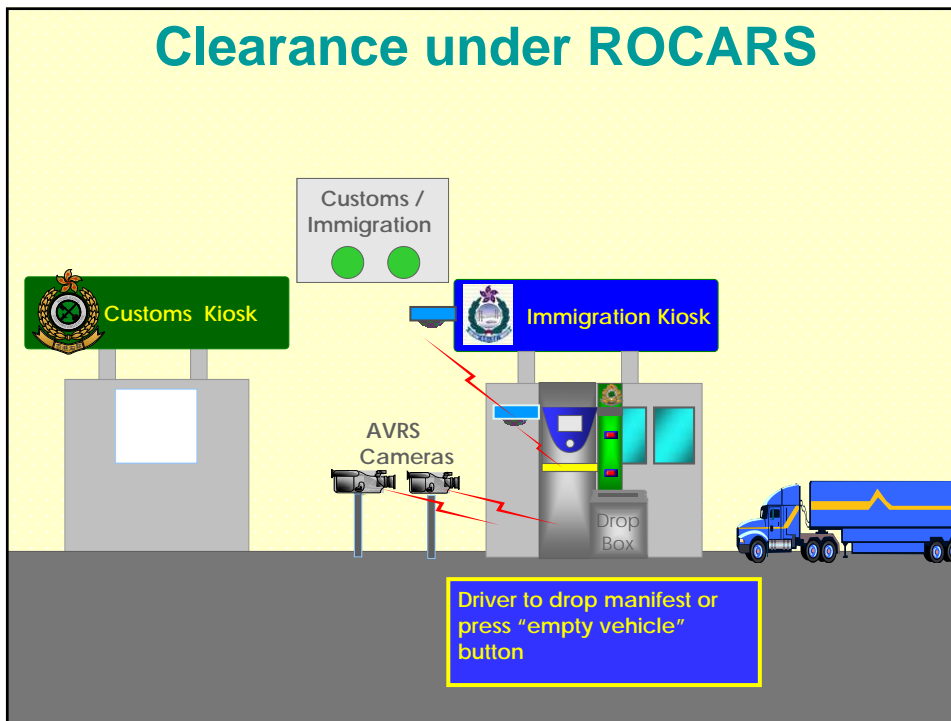 Clearance under ROCARS
Customs /
Immigration
Customs Kiosk
Immigration Kiosk
AVRS
Cameras
Drop
Box
Driver to drop manifest or
press “empty vehicle”
button